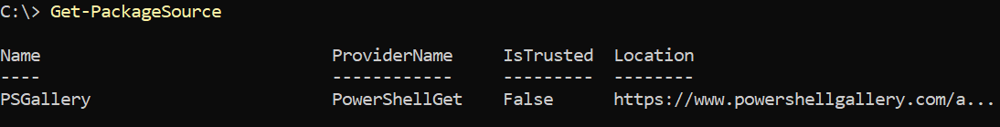 C:\> Get-PackageSource
Name ProviderName IsTrusted Location
---- ------------ --------- --------
PSGallery PowerShellGet False https://www.powershellgallery.com/a...